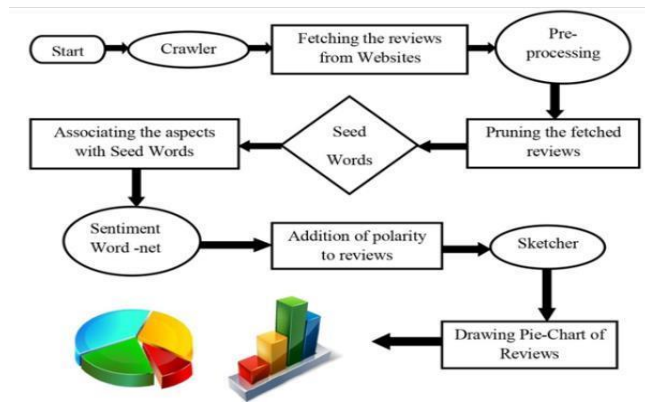 Start
Crawler
Fetching the reviews
from Websites
Pre-
processing
Associating the aspects
with Seed Words
Seed
Words
Pruning the fetched
reviews
Sentiment
Word -net
Addition of polarity
to reviews
Sketcher
Drawing Pie-Chart of
Reviews